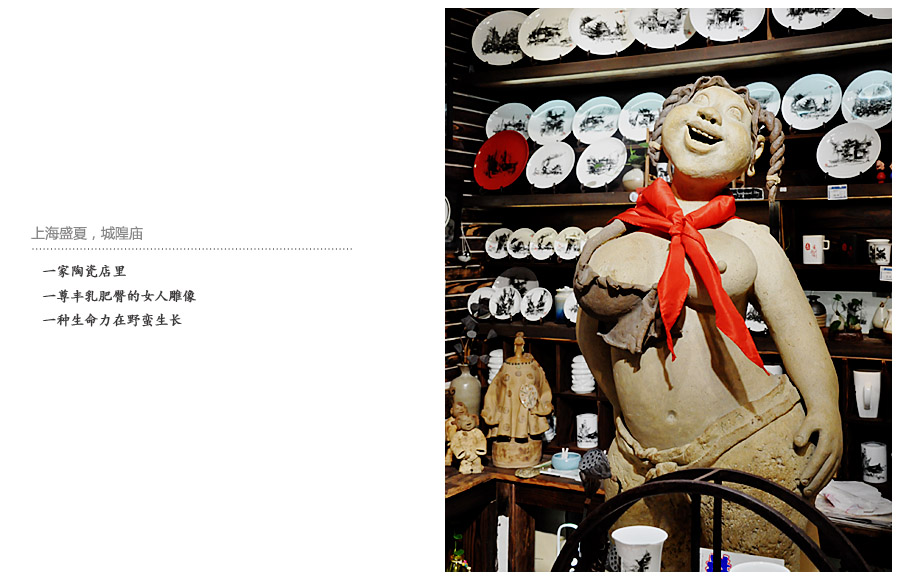 上海盛夏，城隍庙
一家陶瓷店里
一尊丰乳肥臀的女人雕像
一种生命力在野蛮生长